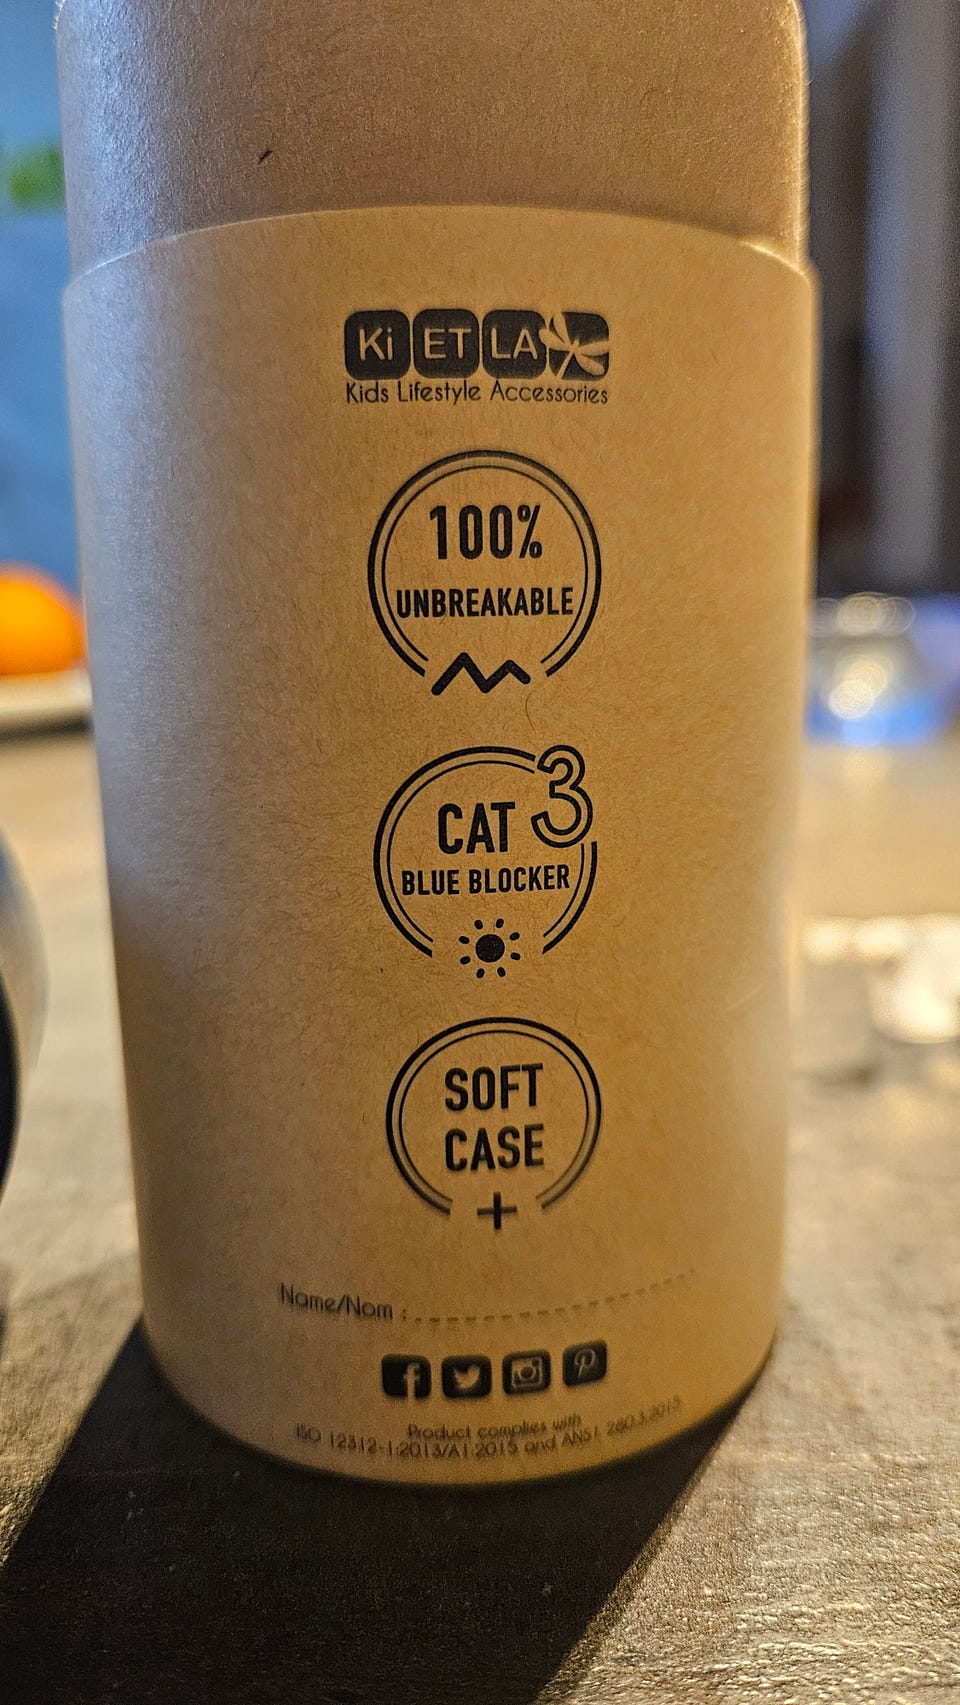 Ki ET LA
Kids Lifestyle Accessories
100%
UNBREAKABLE
CAT 3
BLUE BLOCKER
SOFT
CASE
+
Name/Nom :
Product complies with
ISO 12312-1:2013/A1:2015 and ANSI Z80.3.2015